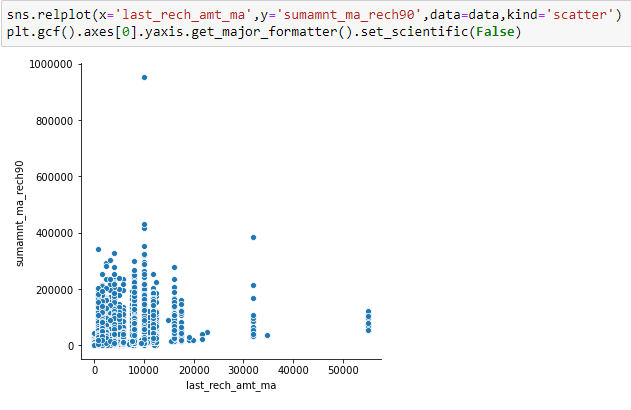 sns.relplot(x='last_rech_amt_ma',y='sumamnt_ma_rech90',data=data,kind='scatter')
plt.gcf().axes[0].yaxis.get_major_formatter().set_scientific(False)
1000000
800000
600000
400000
200000
0
sumamnt_ma_rech90
0 10000 20000 30000 40000 50000
last_rech_amt_ma